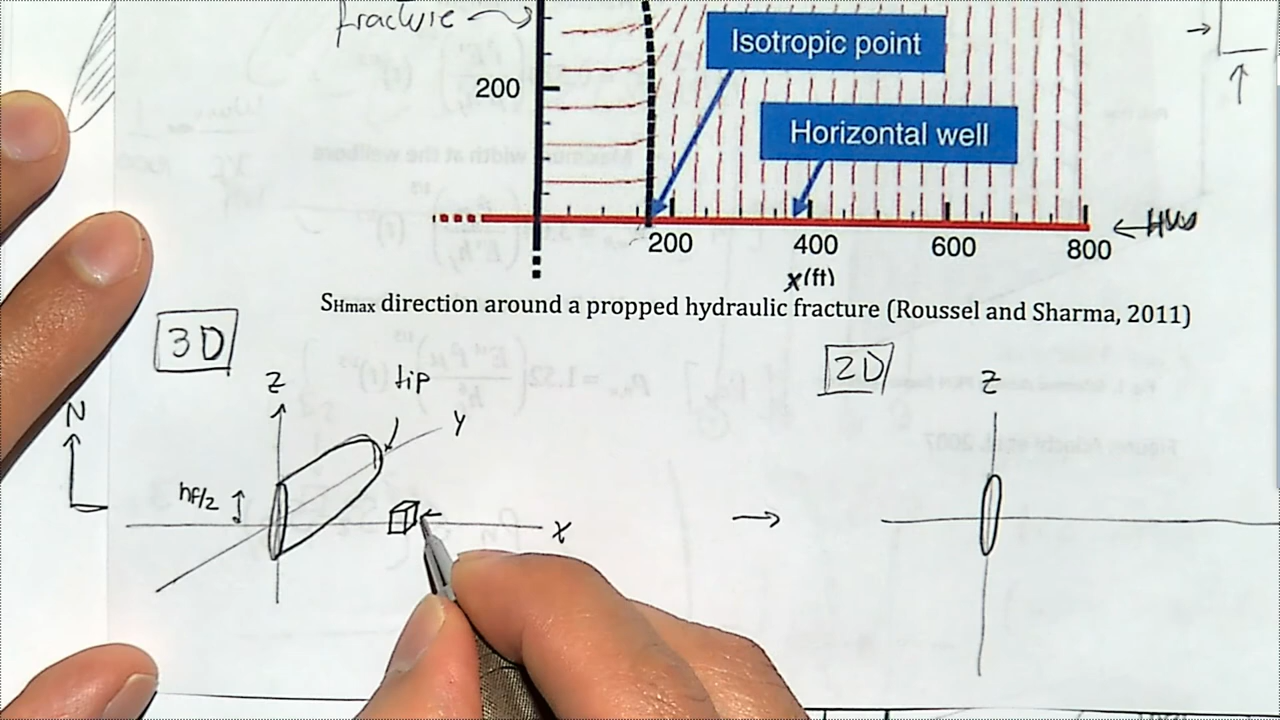 fracture
Isotropic point
200
Horizontal well
200 400 600 800
HW
x(ft)
SHmax direction around a propped hydraulic fracture (Roussel and Sharma, 2011)
3D
2D
z
tip
z
N
y
hf/2
x